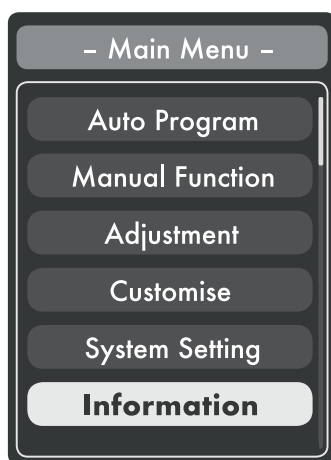 – Main Menu –
Auto Program
Manual Function
Adjustment
Customise
System Setting
Information